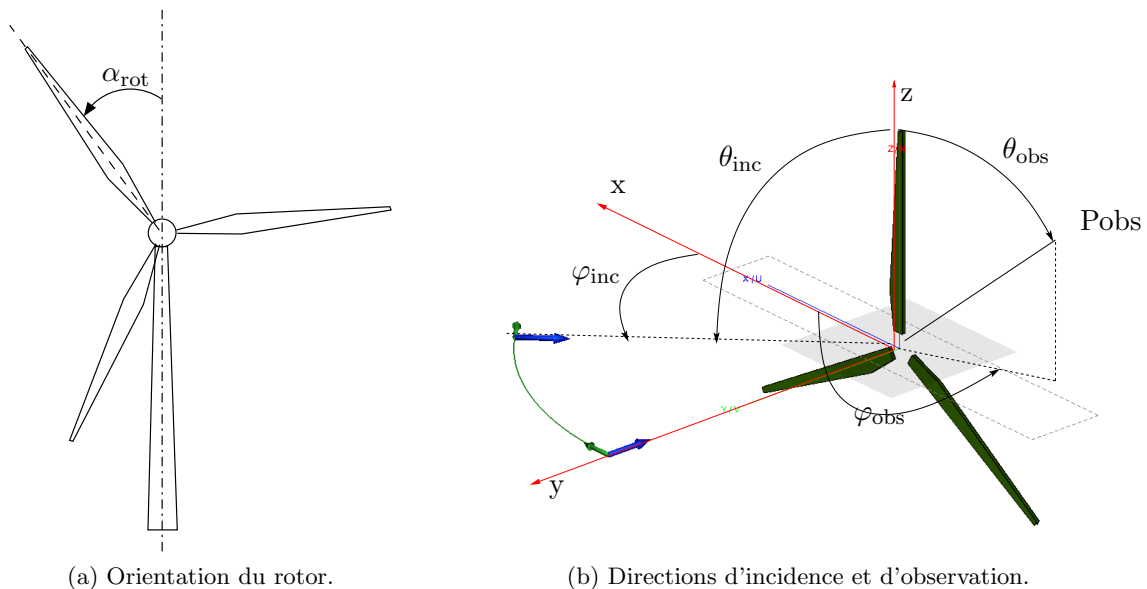 α_rot
z
Z/W
θ_inc
θ_obs
x
Pobs
φ_inc
X/U
Y/V
φ_obs
y
(a) Orientation du rotor.
(b) Directions d'incidence et d'observation.